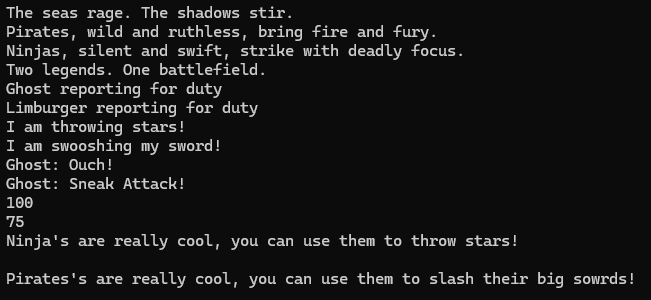 The seas rage. The shadows stir.
Pirates, wild and ruthless, bring fire and fury.
Ninjas, silent and swift, strike with deadly focus.
Two legends. One battlefield.
Ghost reporting for duty
Limburger reporting for duty
I am throwing stars!
I am swooshing my sword!
Ghost: Ouch!
Ghost: Sneak Attack!
100
75
Ninja's are really cool, you can use them to throw stars!
Pirates's are really cool, you can use them to slash their big sowrds!